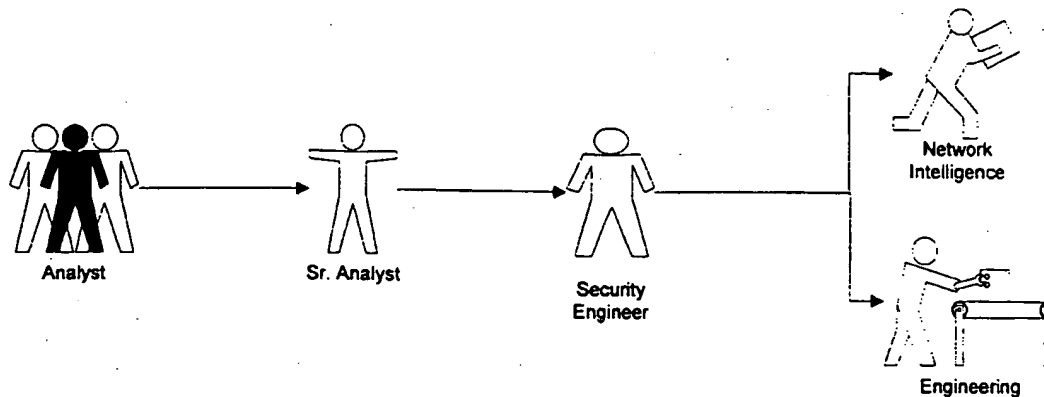 Analyst
Sr. Analyst
Security
Engineer
Network
Intelligence
Engineering